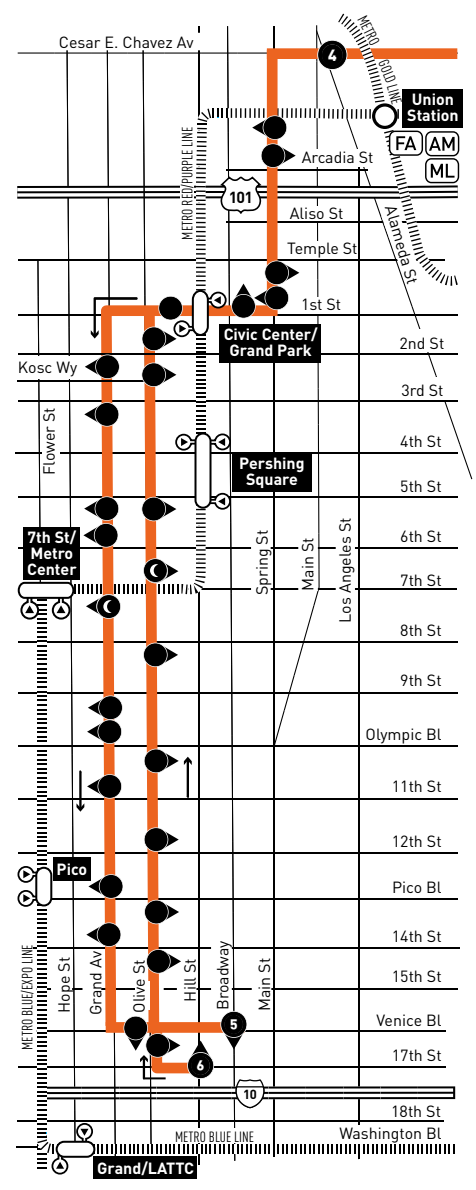 METRO
GOLD LINE
Cesar E. Chavez Av
4
Union
Station
FA AM
ML
METRO RED/PURPLE LINE
Arcadia St
101
Aliso St
Alameda St
Temple St
1st St
Civic Center/
Grand Park
2nd St
Kosc Wy
3rd St
Flower St
4th St
Pershing
Square
5th St
7th St/
Metro
Center
6th St
Spring St
Main St
Los Angeles St
7th St
8th St
9th St
Olympic Bl
11th St
12th St
Pico
Pico Bl
14th St
METRO BLUE/EXPO LINE
Hope St
Grand Av
Olive St
Hill St
Broadway
Main St
15th St
5
Venice Bl
6
17th St
10
18th St
METRO BLUE LINE
Washington Bl
Grand/LATTC